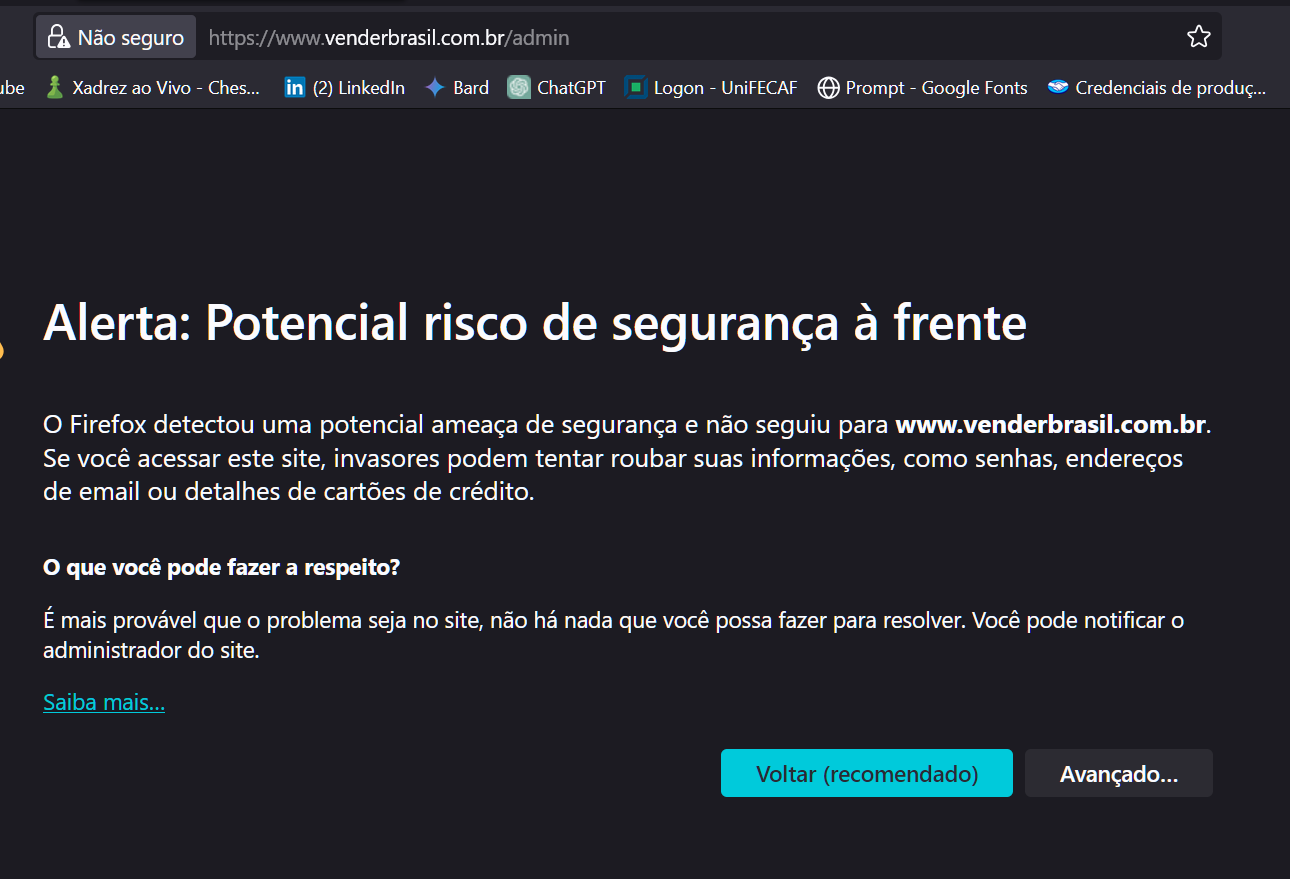 Não seguro https://www.venderbrasil.com.br/admin
ube Xadrez ao Vivo - Ches... (2) LinkedIn Bard ChatGPT Logon - UniFECAF Prompt - Google Fonts Credenciais de produç...
Alerta: Potencial risco de segurança à frente
O Firefox detectou uma potencial ameaça de segurança e não seguiu para www.venderbrasil.com.br.
Se você acessar este site, invasores podem tentar roubar suas informações, como senhas, endereços
de email ou detalhes de cartões de crédito.
O que você pode fazer a respeito?
É mais provável que o problema seja no site, não há nada que você possa fazer para resolver. Você pode notificar o
administrador do site.
Saiba mais...
Voltar (recomendado) Avançado...